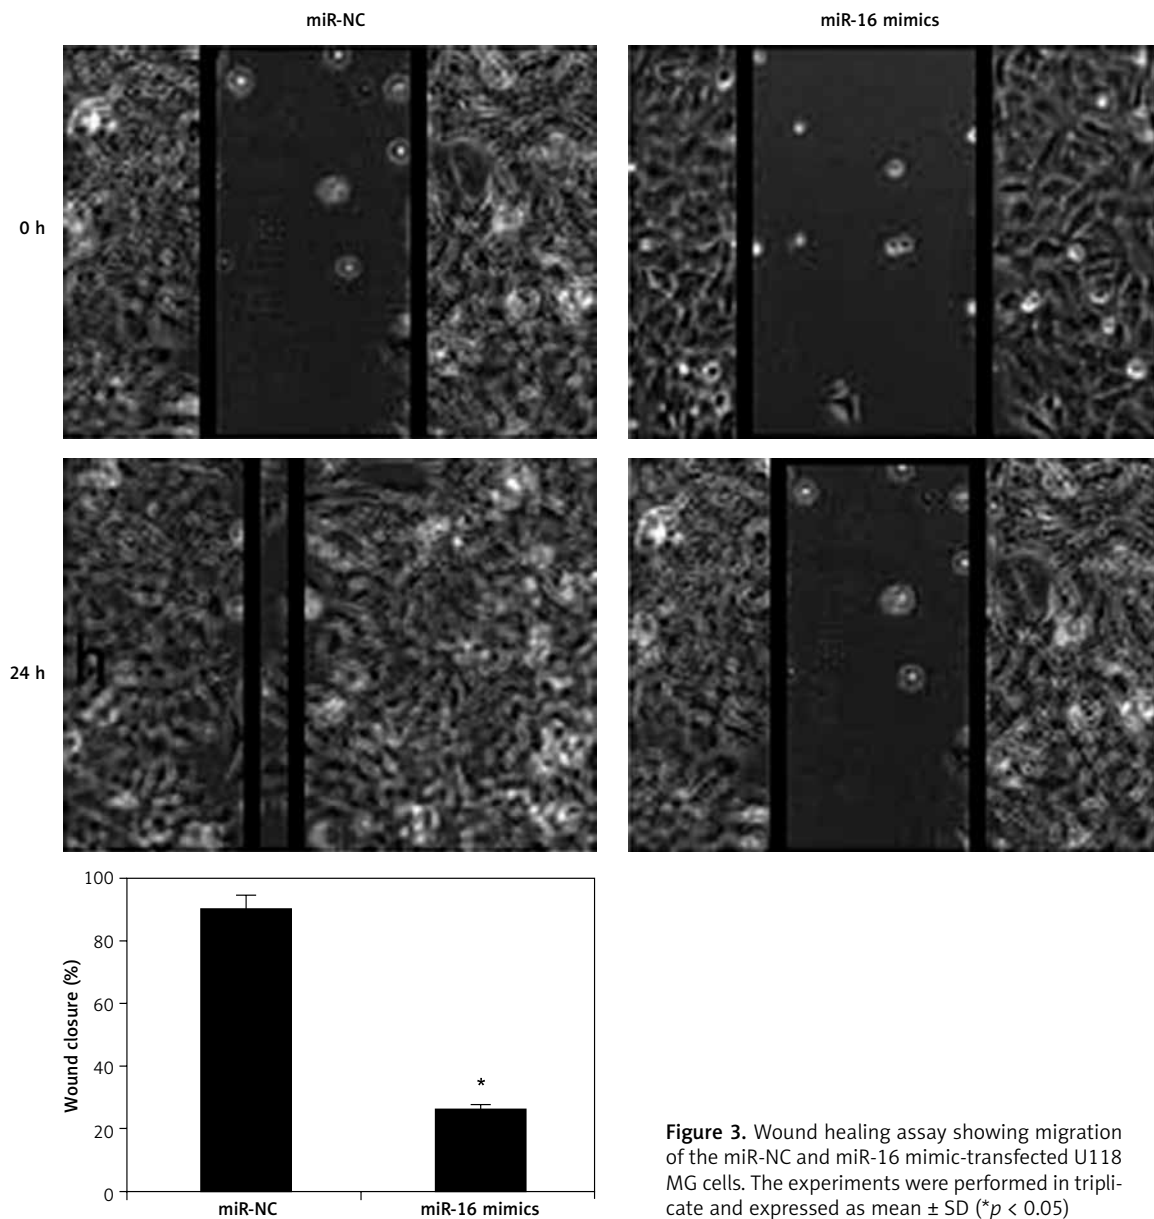 miR-NC
miR-16 mimics
0 h
24 h
h
Wound closure (%)
100
80
60
40
20
0
*
miR-NC
miR-16 mimics
Figure 3. Wound healing assay showing migration
of the miR-NC and miR-16 mimic-transfected U118
MG cells. The experiments were performed in tripli-
cate and expressed as mean ± SD (*p < 0.05)